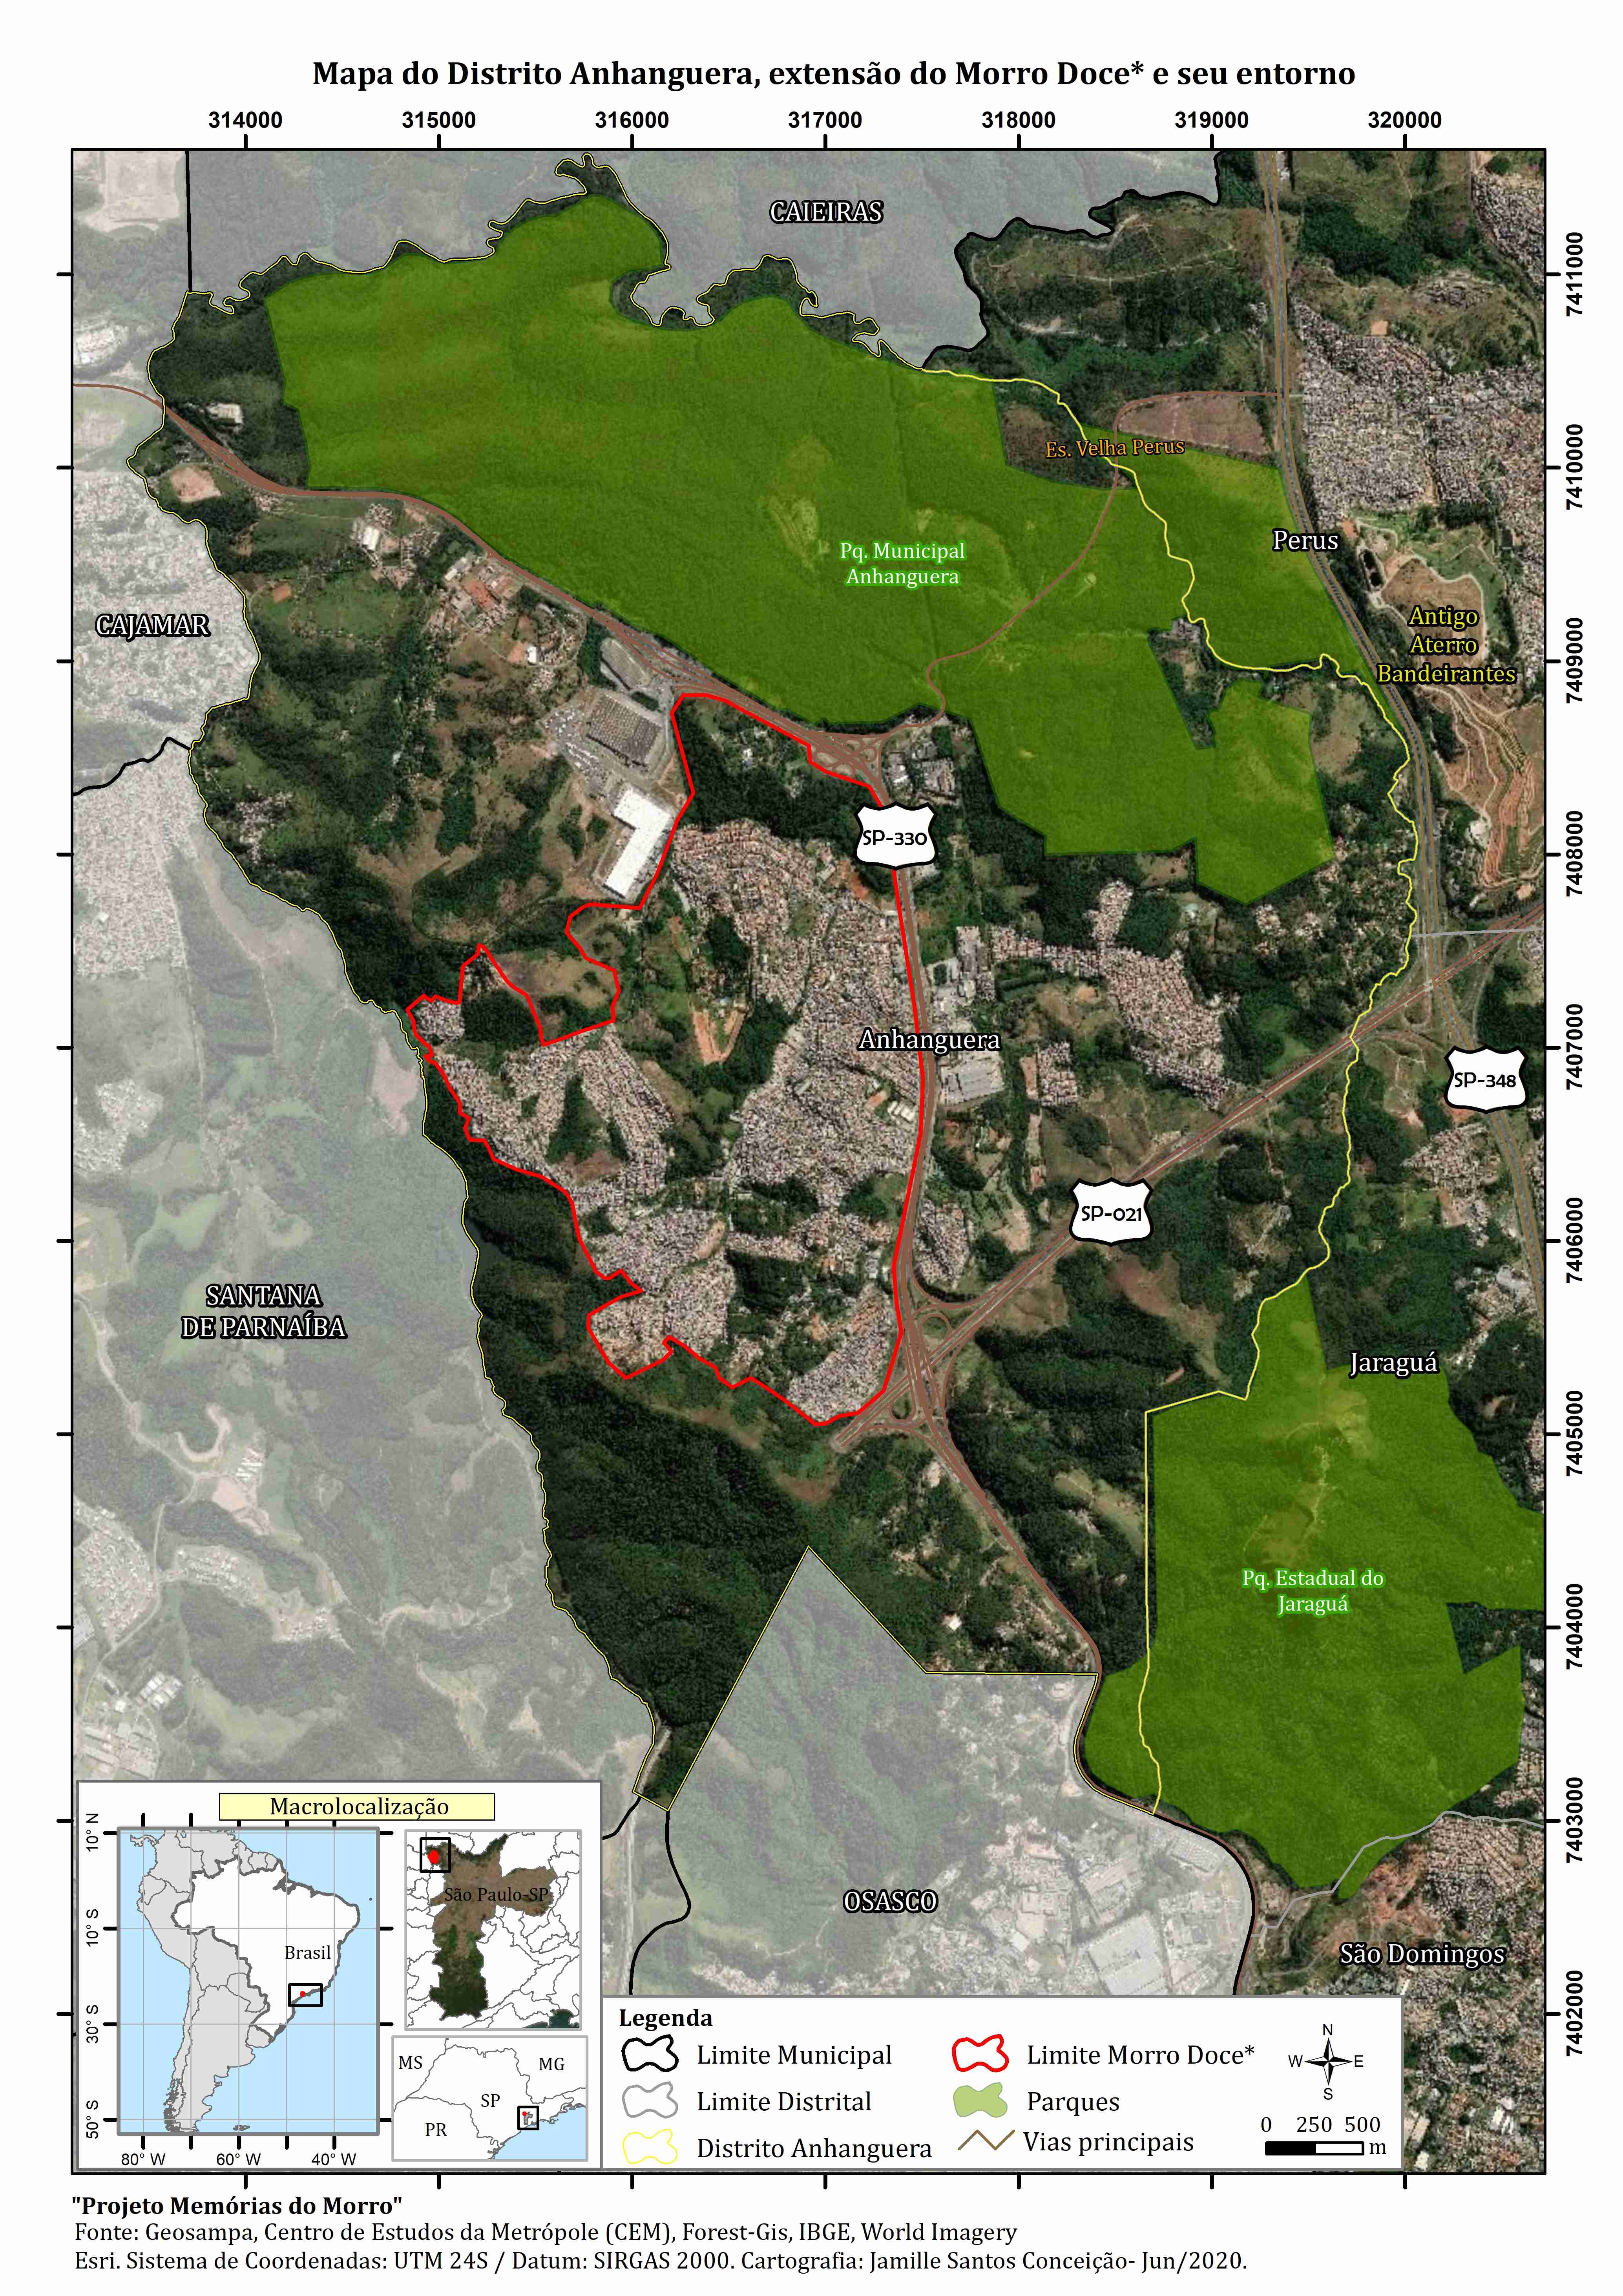 Mapa do Distrito Anhanguera, extensão do Morro Doce* e seu entorno
314000 315000 316000 317000 318000 319000 320000
CAIEIRAS
7411000
Es. Velha Perus
7410000
Perus
Pq. Municipal
Anhanguera
CAJAMAR
Antigo
Aterro
Bandeirantes
7409000
SP-330
7408000
Anhanguera
7407000
SP-348
SP-021
7406000
SANTANA
DE PARNAÍBA
Jaraguá
7405000
Pq. Estadual do
Jaraguá
7404000
7403000
OSASCO
São Domingos
7402000
Macrolocalização
10° N
10° S
30° S
50° S
80° W 60° W 40° W
Brasil
São Paulo-SP
MS
MG
SP
PR
Legenda
Limite Municipal
Limite Distrital
Distrito Anhanguera
Limite Morro Doce*
Parques
Vias principais
N
W E
S
0 250 500
m
"Projeto Memórias do Morro"
Fonte: Geosampa, Centro de Estudos da Metrópole (CEM), Forest-Gis, IBGE, World Imagery
Esri. Sistema de Coordenadas: UTM 24S / Datum: SIRGAS 2000. Cartografia: Jamille Santos Conceição- Jun/2020.